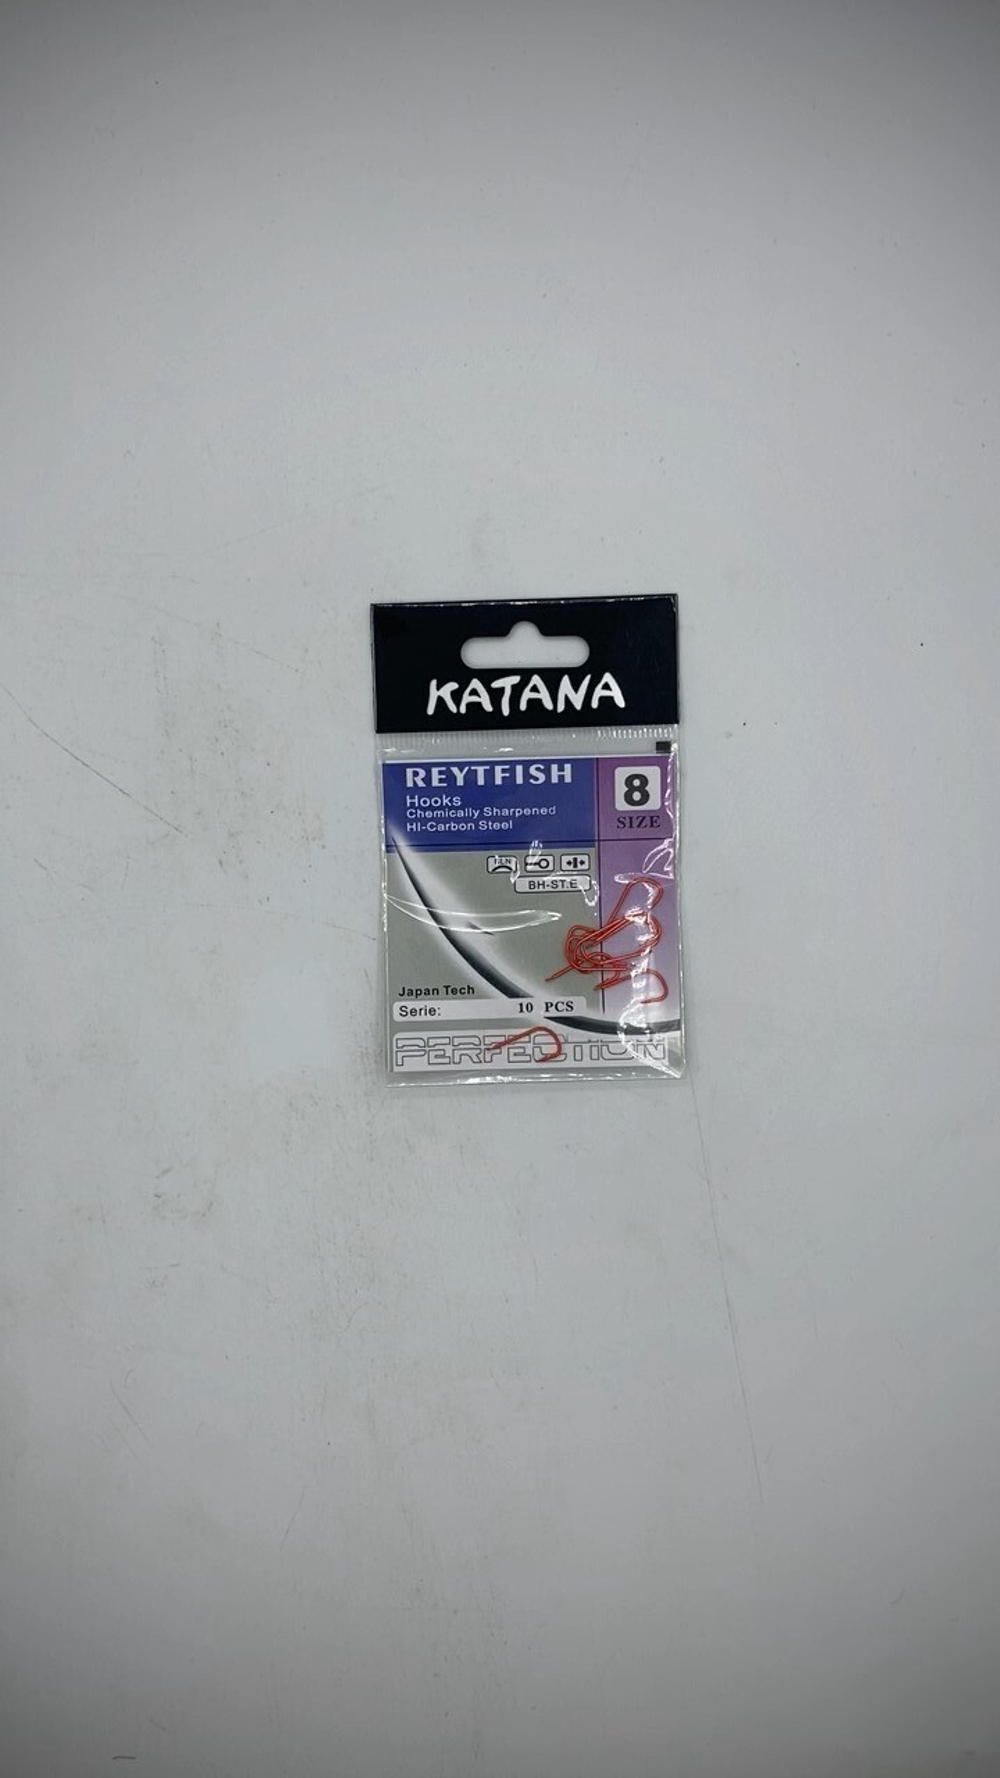 KATANA
REYTFISH
Hooks
Chemically Sharpened
HI-Carbon Steel
8
SIZE
BH-ST.E
Japan Tech
Serie: 10 PCS
PERFECTION